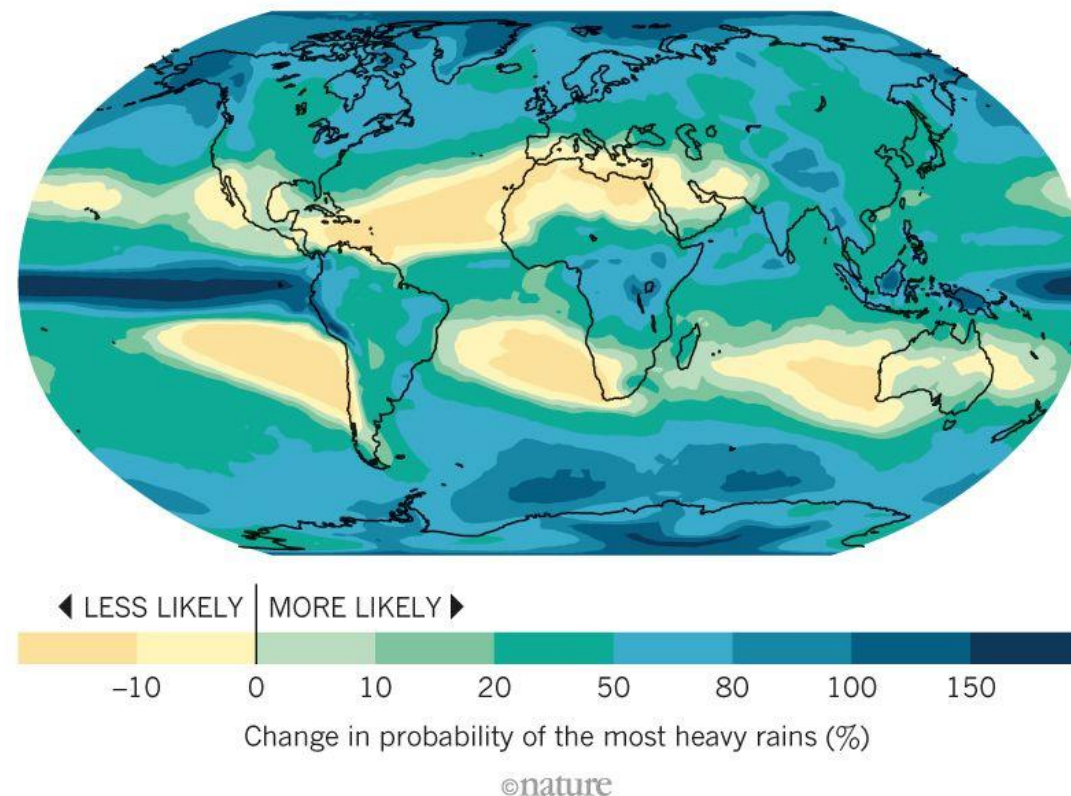 ◀ LESS LIKELY | MORE LIKELY ▶
–10 0 10 20 50 80 100 150
Change in probability of the most heavy rains (%)
©nature